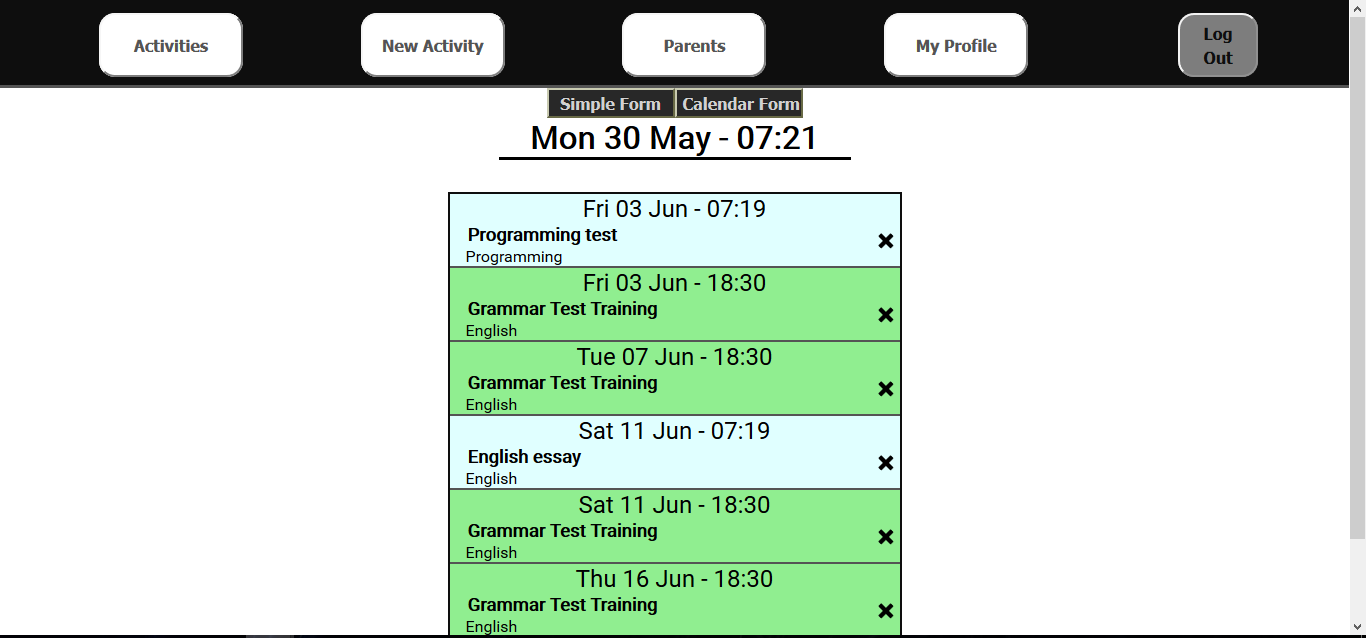 Activities
New Activity
Parents
My Profile
Log
Out
Simple Form
Calendar Form
Mon 30 May - 07:21
Fri 03 Jun - 07:19
Programming test
Programming
Fri 03 Jun - 18:30
Grammar Test Training
English
Tue 07 Jun - 18:30
Grammar Test Training
English
Sat 11 Jun - 07:19
English essay
English
Sat 11 Jun - 18:30
Grammar Test Training
English
Thu 16 Jun - 18:30
Grammar Test Training
English